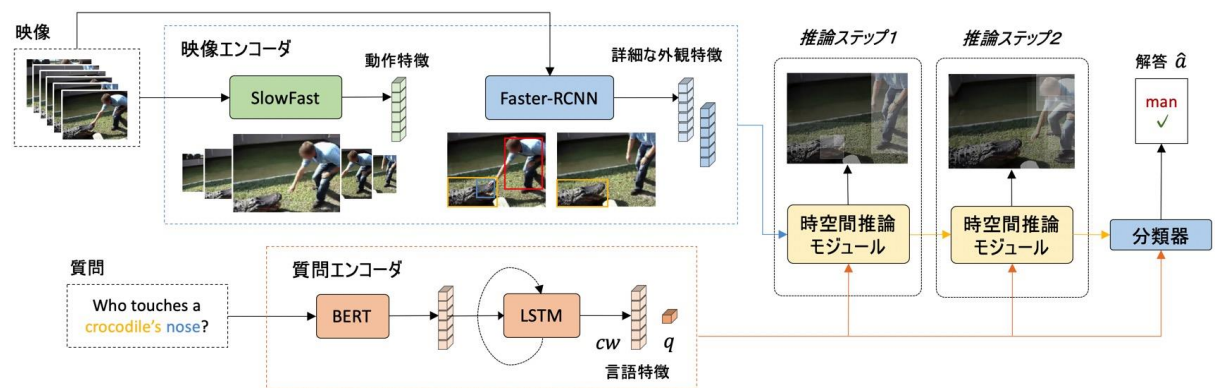 映像
映像エンコーダ
SlowFast
動作特徴
Faster-RCNN
詳細な外観特徴
推論ステップ1
推論ステップ2
時空間推論
モジュール
時空間推論
モジュール
解答 â
man
✓
分類器
質問
Who touches a
crocodile's nose?
質問エンコーダ
BERT
LSTM
cw
q
言語特徴